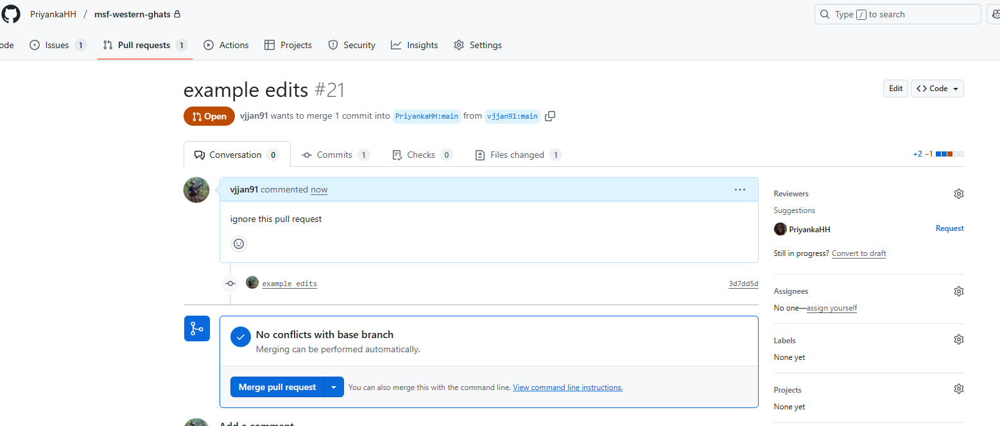 PriyankaHH / msf-western-ghats
Type / to search
ode Issues 1 Pull requests 1 Actions Projects Security Insights Settings
example edits #21
Edit <> Code
Open vjjan91 wants to merge 1 commit into PriyankaHH:main from vjjan91:main
Conversation 0 Commits 1 Checks 0 Files changed 1
+2 −1
vjjan91 commented now
ignore this pull request
example edits 3d7dd5d
No conflicts with base branch
Merging can be performed automatically.
Merge pull request You can also merge this with the command line. View command line instructions.
Add a comment
Reviewers
Suggestions
PriyankaHH Request
Still in progress? Convert to draft
Assignees
No one—assign yourself
Labels
None yet
Projects
None yet